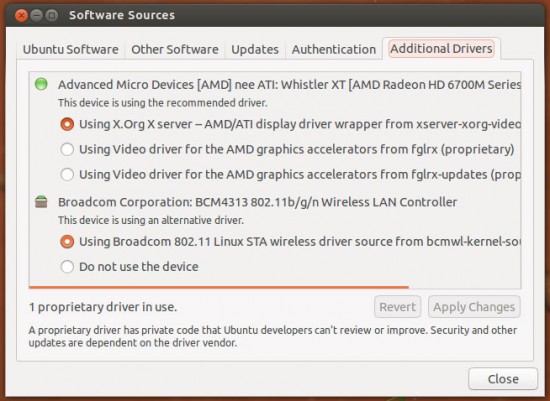 Software Sources
Ubuntu Software
Other Software
Updates
Authentication
Additional Drivers
Advanced Micro Devices [AMD] nee ATI: Whistler XT [AMD Radeon HD 6700M Series
This device is using the recommended driver.
Using X.Org X server – AMD/ATI display driver wrapper from xserver-xorg-video
Using Video driver for the AMD graphics accelerators from fglrx (proprietary)
Using Video driver for the AMD graphics accelerators from fglrx-updates (prop
Broadcom Corporation: BCM4313 802.11b/g/n Wireless LAN Controller
This device is using an alternative driver.
Using Broadcom 802.11 Linux STA wireless driver source from bcmwl-kernel-sou
Do not use the device
1 proprietary driver in use.
Revert
Apply Changes
A proprietary driver has private code that Ubuntu developers can't review or improve. Security and other
updates are dependent on the driver vendor.
Close